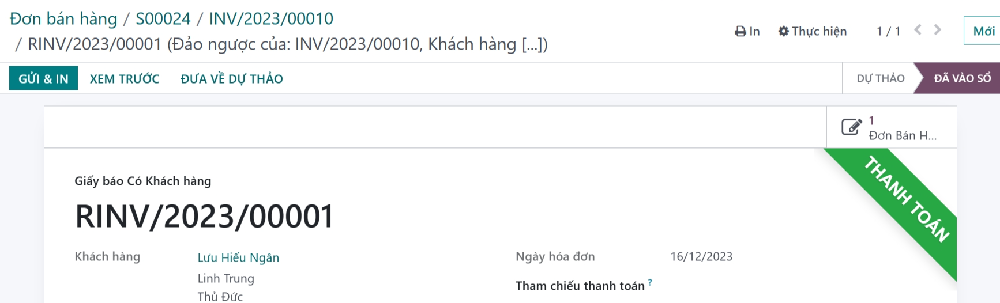 Đơn bán hàng / S00024 / INV/2023/00010
/ RINV/2023/00001 (Đảo ngược của: INV/2023/00010, Khách hàng [...])
In Thực hiện 1 / 1 Mới
GỬI & IN XEM TRƯỚC ĐƯA VỀ DỰ THẢO DỰ THẢO ĐÃ VÀO SỔ
1
Đơn Bán H...
THANH TOÁN
Giấy báo Có Khách hàng
RINV/2023/00001
Khách hàng Lưu Hiếu Ngân Ngày hóa đơn 16/12/2023
Linh Trung
Tham chiếu thanh toán ?
Thủ Đức